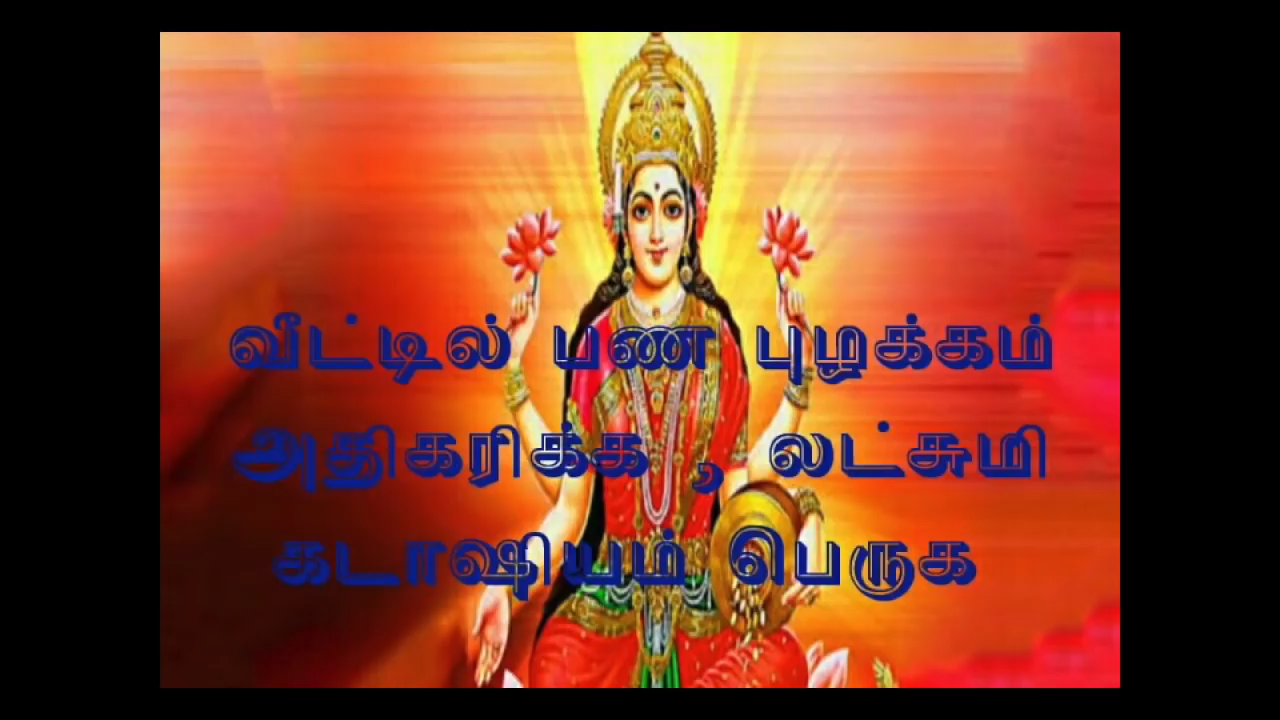 வீட்டில் பண புழக்கம்
அதிகரிக்க , லட்சுமி
கடாஷியம் பெருக